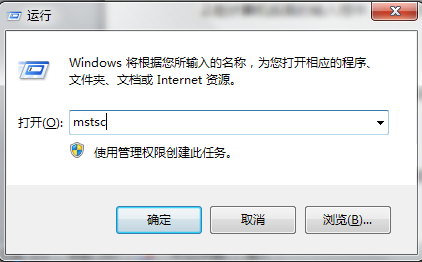 运行
Windows 将根据您所输入的名称，为您打开相应的程序、
文件夹、文档或 Internet 资源。
打开(O): mstsc
使用管理权限创建此任务。
确定 取消 浏览(B)...